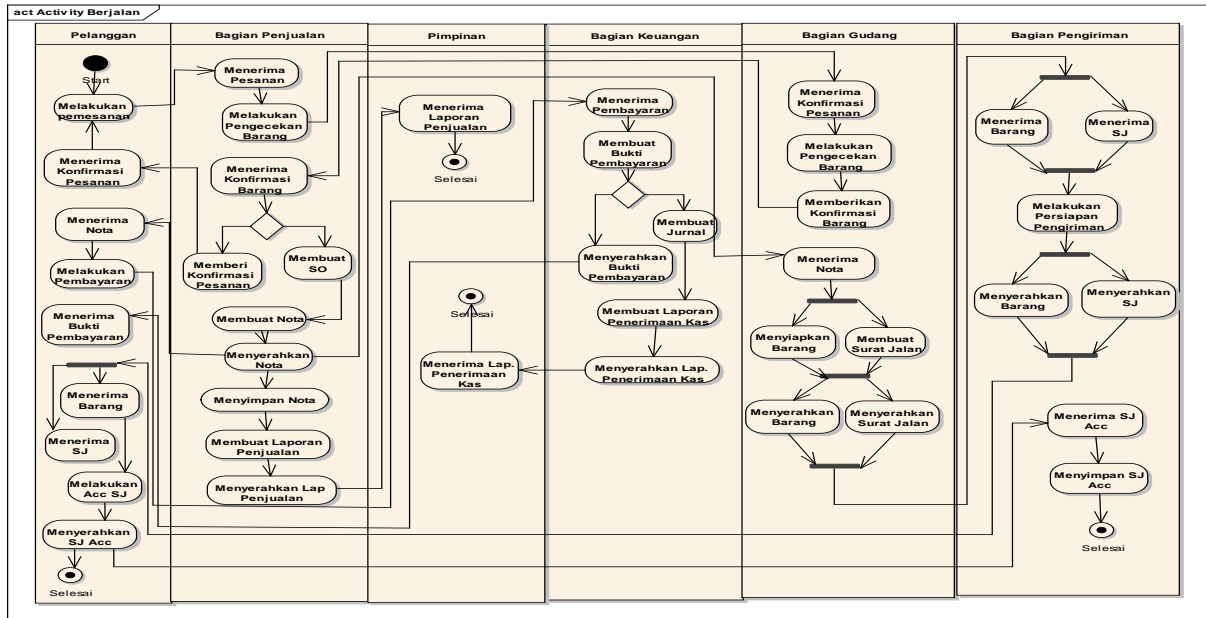 act Activity Berjalan
Pelanggan
Start
Melakukan
pemesanan
Menerima
Konfirmasi
Pesanan
Menerima
Nota
Melakukan
Pembayaran
Menerima
Bukti
Pembayaran
Menerima
Barang
Menerima
SJ
Melakukan
Acc SJ
Menyerahkan
SJ Acc
Selesai
Bagian Penjualan
Menerima
Pesanan
Melakukan
Pengecekan
Barang
Menerima
Konfirmasi
Barang
Memberi
Konfirmasi
Pesanan
Membuat
SO
Membuat Nota
Menyerahkan
Nota
Menyimpan Nota
Membuat Laporan
Penjualan
Menyerahkan Lap
Penjualan
Pimpinan
Menerima
Laporan
Penjualan
Selesai
Selesai
Menerima Lap.
Penerimaan
Kas
Bagian Keuangan
Menerima
Pembayaran
Membuat
Bukti
Pembayaran
Membuat
Jurnal
Menyerahkan
Bukti
Pembayaran
Membuat Laporan
Penerimaan Kas
Menyerahkan Lap.
Penerimaan Kas
Bagian Gudang
Menerima
Konfirmasi
Pesanan
Melakukan
Pengecekan
Barang
Memberikan
Konfirmasi
Barang
Menerima
Nota
Menyiapkan
Barang
Membuat
Surat Jalan
Menyerahkan
Barang
Menyerahkan
Surat Jalan
Bagian Pengiriman
Menerima
Barang
Menerima
SJ
Melakukan
Persiapan
Pengiriman
Menyerahkan
Barang
Menyerahkan
SJ
Menerima SJ
Acc
Menyimpan SJ
Acc
Selesai